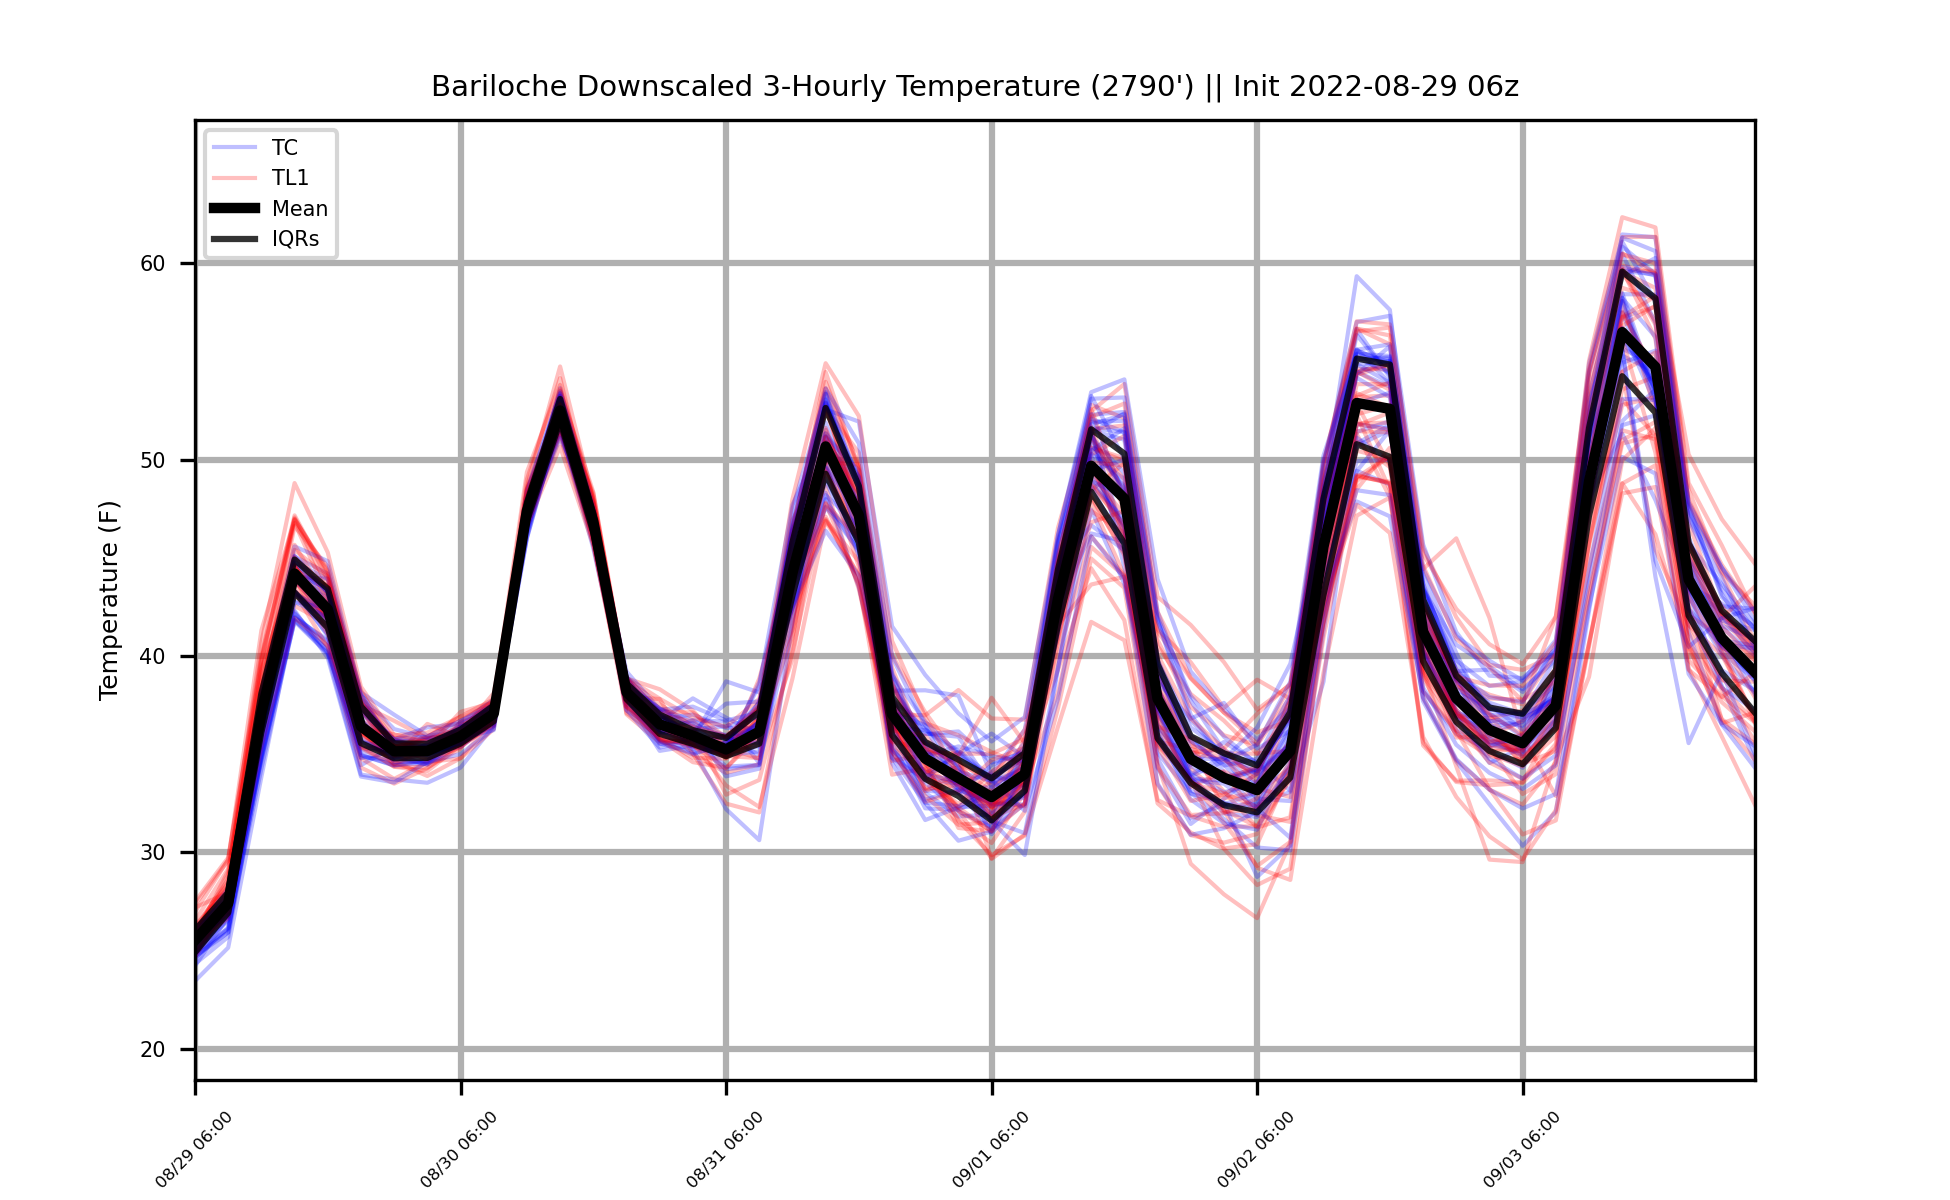 Bariloche Downscaled 3-Hourly Temperature (2790') || Init 2022-08-29 06z
TC
TL1
Mean
IQRs
Temperature (F)
60
50
40
30
20
08/29 06:00
08/30 06:00
08/31 06:00
09/01 06:00
09/02 06:00
09/03 06:00